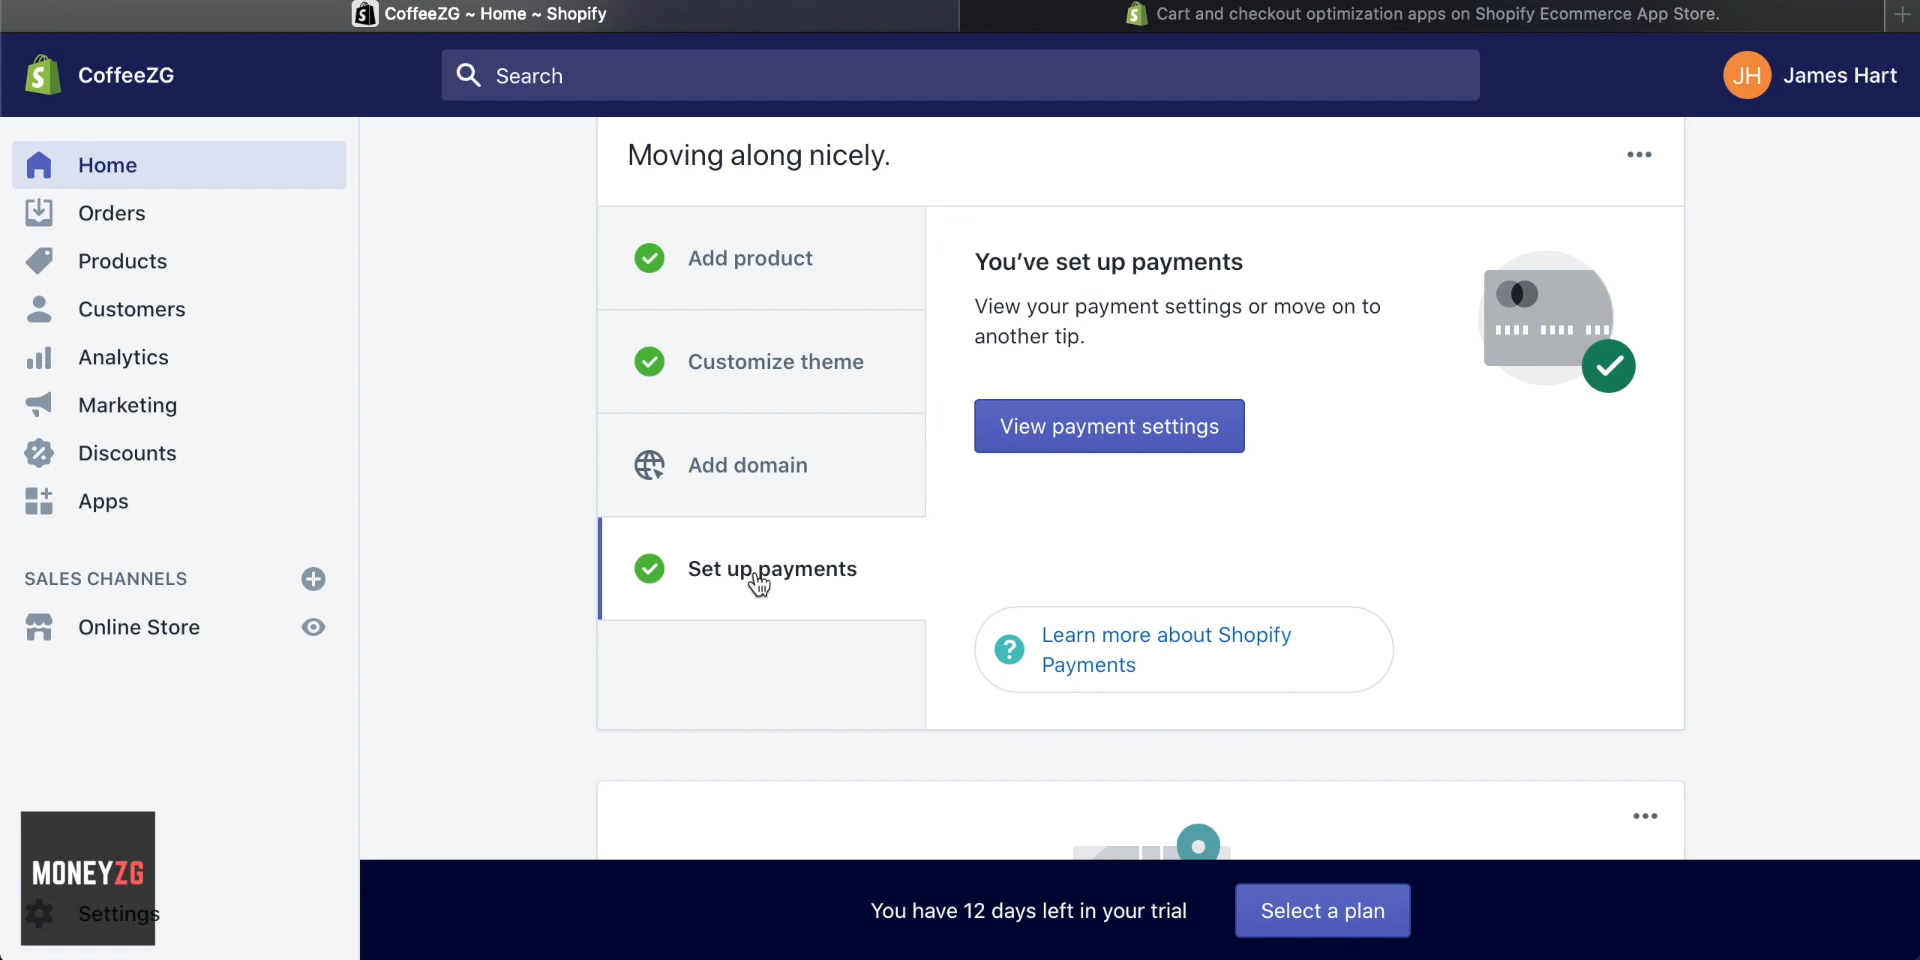 CoffeeZG ~ Home ~ Shopify
Cart and checkout optimization apps on Shopify Ecommerce App Store.
CoffeeZG
Search
JH James Hart
Home
Orders
Products
Customers
Analytics
Marketing
Discounts
Apps
SALES CHANNELS
Online Store
MONEYZG
Settings
Moving along nicely.
Add product
Customize theme
Add domain
Set up payments
You've set up payments
View your payment settings or move on to
another tip.
View payment settings
? Learn more about Shopify
Payments
You have 12 days left in your trial
Select a plan